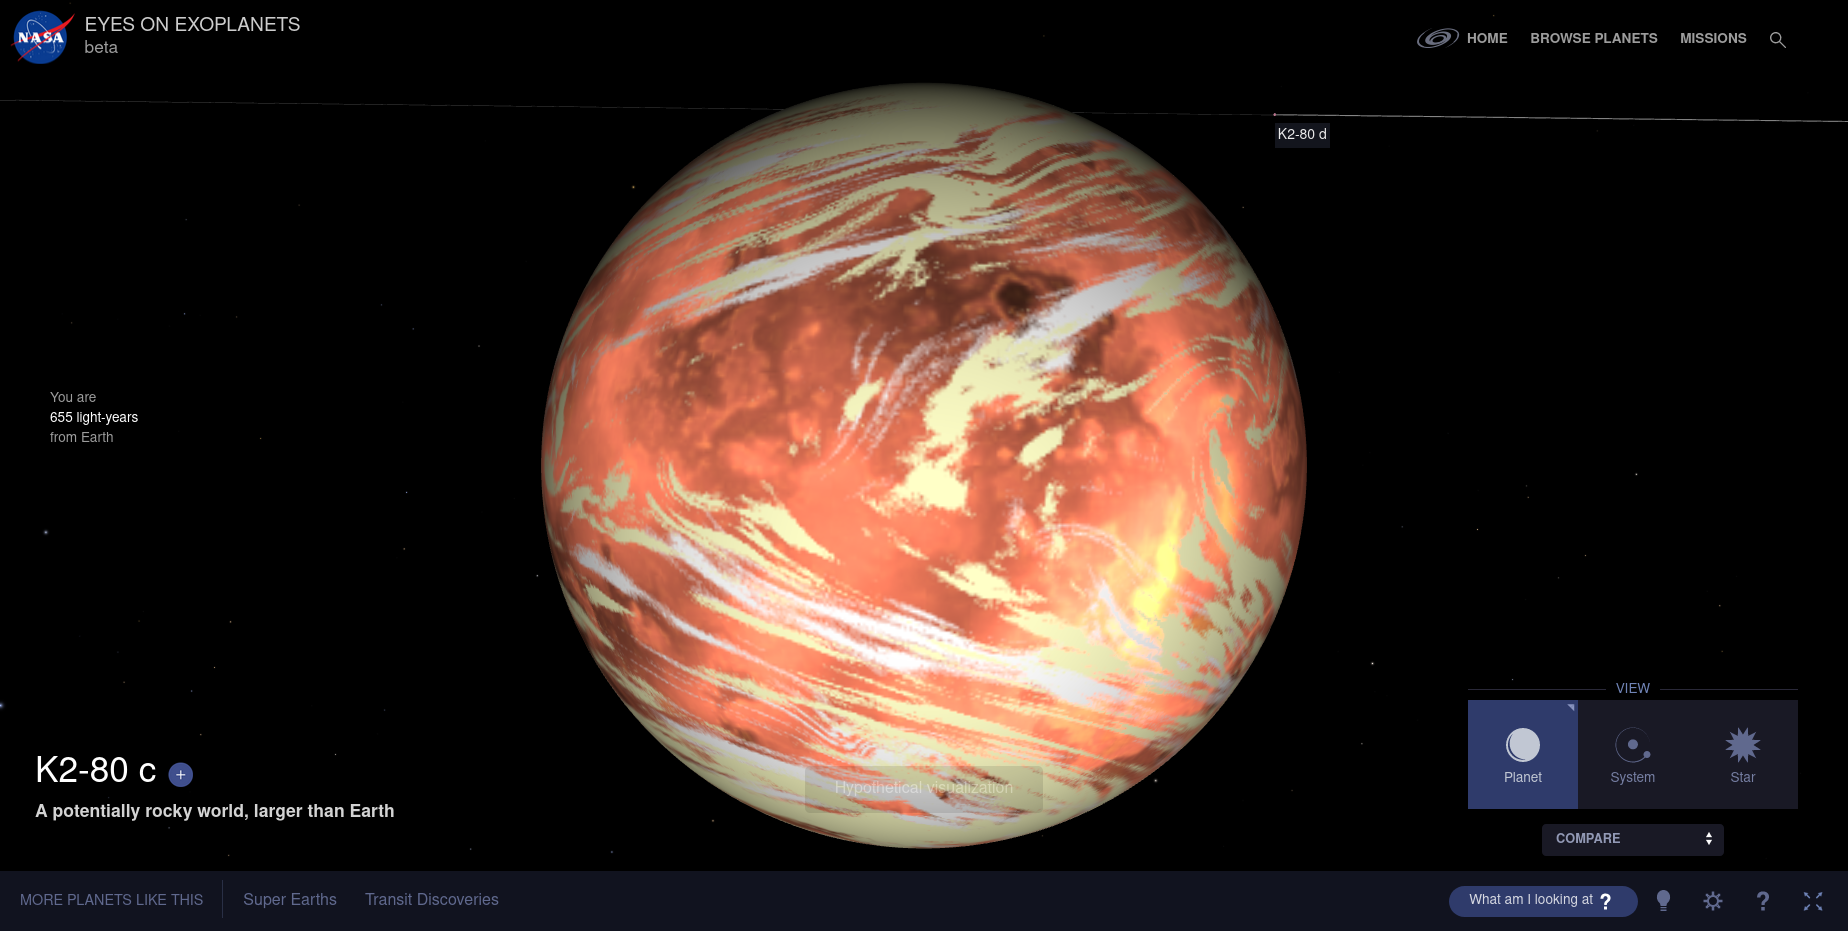 NASA
EYES ON EXOPLANETS
beta
HOME
BROWSE PLANETS
MISSIONS
K2-80 d
You are
655 light-years
from Earth
K2-80 c +
A potentially rocky world, larger than Earth
Hypothetical visualization
VIEW
Planet
System
Star
COMPARE
MORE PLANETS LIKE THIS
Super Earths
Transit Discoveries
What am I looking at ?
?